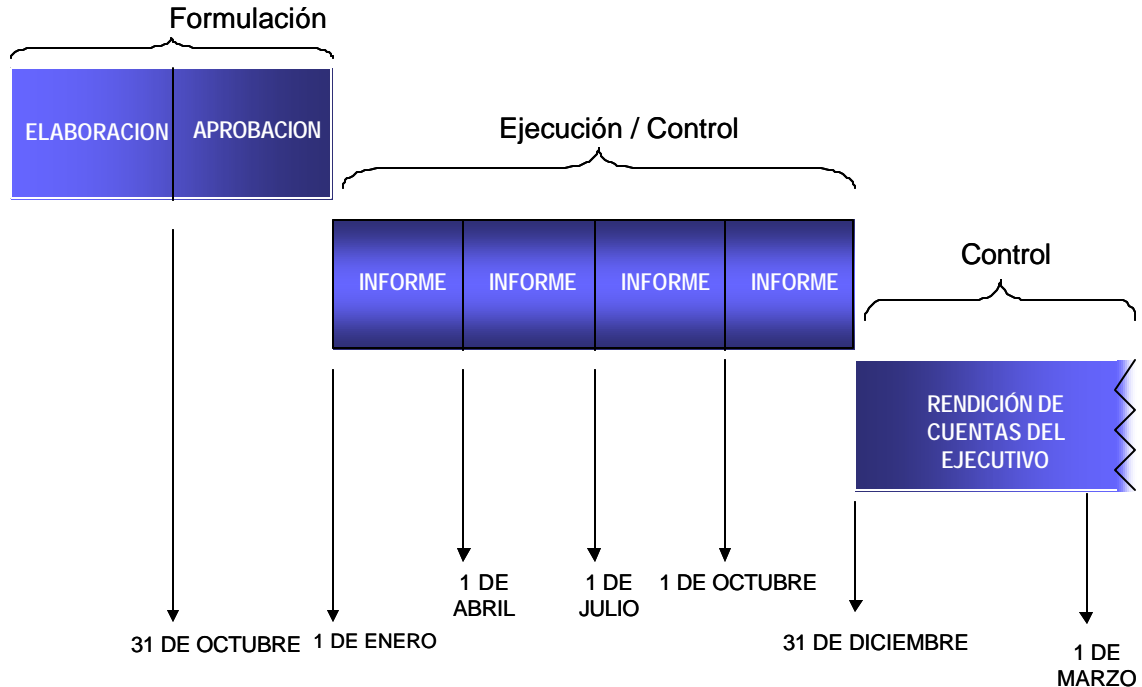 Formulación
ELABORACION
APROBACION
Ejecución / Control
INFORME
INFORME
INFORME
INFORME
Control
RENDICIÓN DE
CUENTAS DEL
EJECUTIVO
31 DE OCTUBRE
1 DE ENERO
1 DE
ABRIL
1 DE
JULIO
1 DE OCTUBRE
31 DE DICIEMBRE
1 DE
MARZO